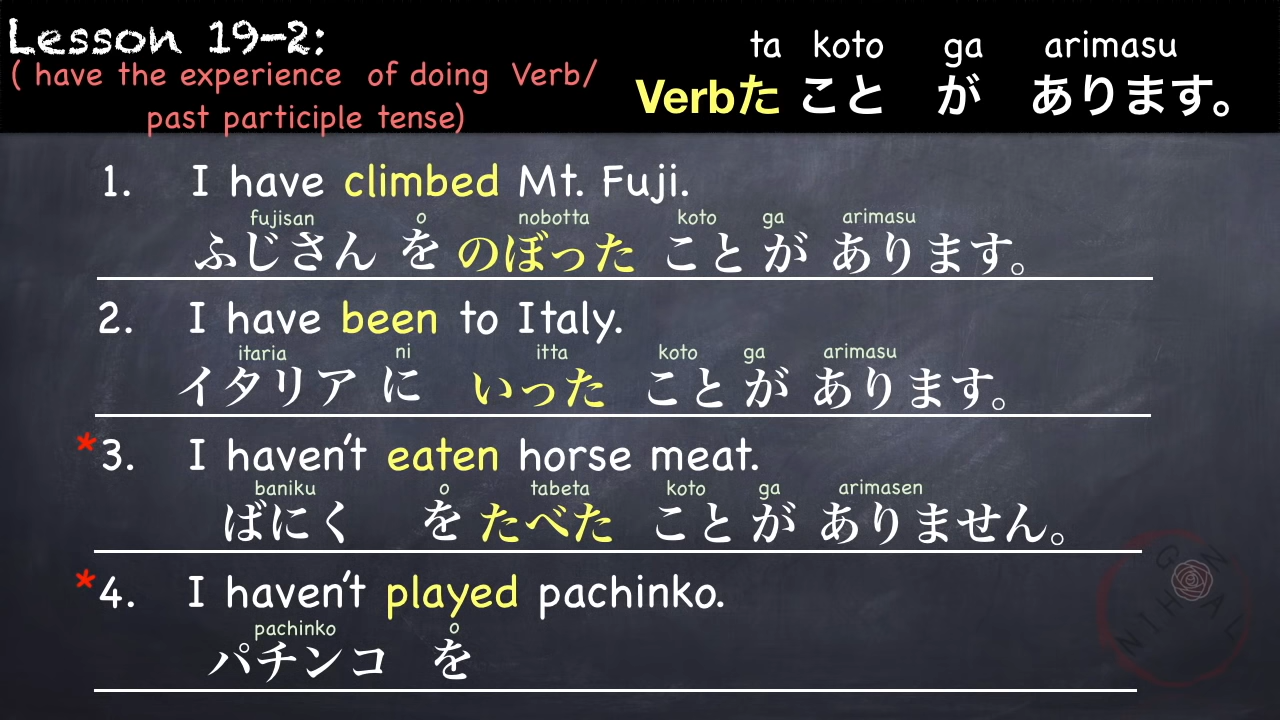 Lesson 19-2:
( have the experience of doing Verb/
past participle tense)
ta koto ga arimasu
Verbた こと が あります。
1. I have climbed Mt. Fuji.
fujisan o nobotta koto ga arimasu
ふじさん を のぼった こと が あります。
2. I have been to Italy.
itaria ni itta koto ga arimasu
イタリア に いった こと が あります。
*3. I haven't eaten horse meat.
baniku o tabeta koto ga arimasen
ばにく を たべた こと が ありません。
*4. I haven't played pachinko.
pachinko o
パチンコ を
NIHONGOAL